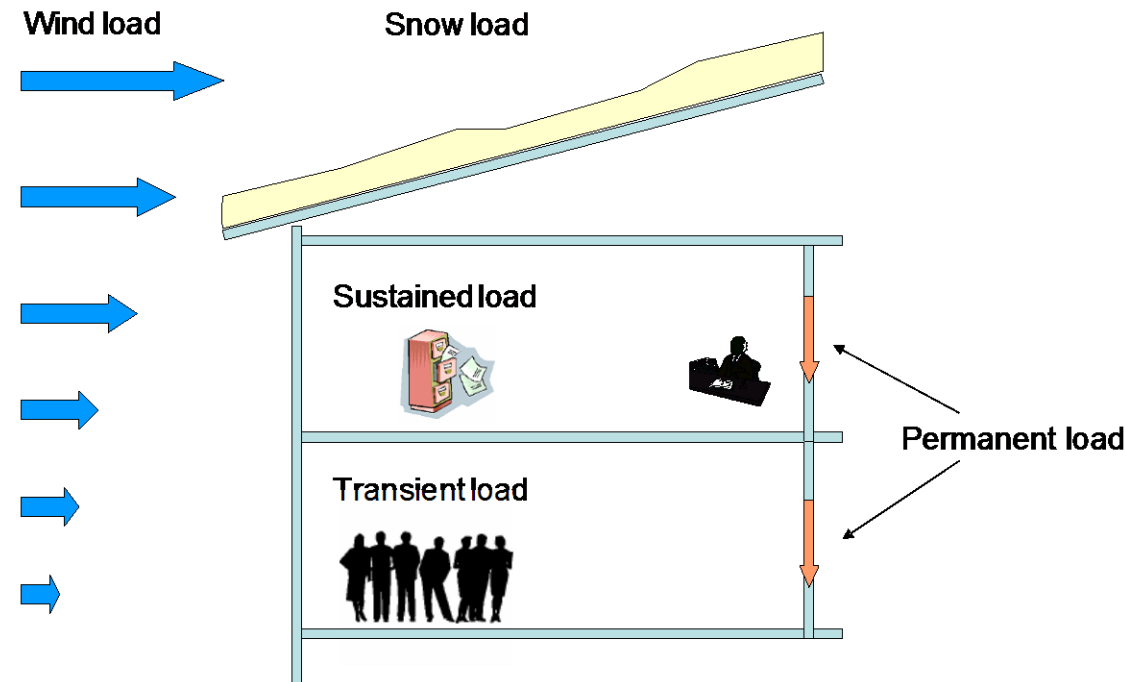 Wind load
Snow load
Sustained load
Transient load
Permanent load